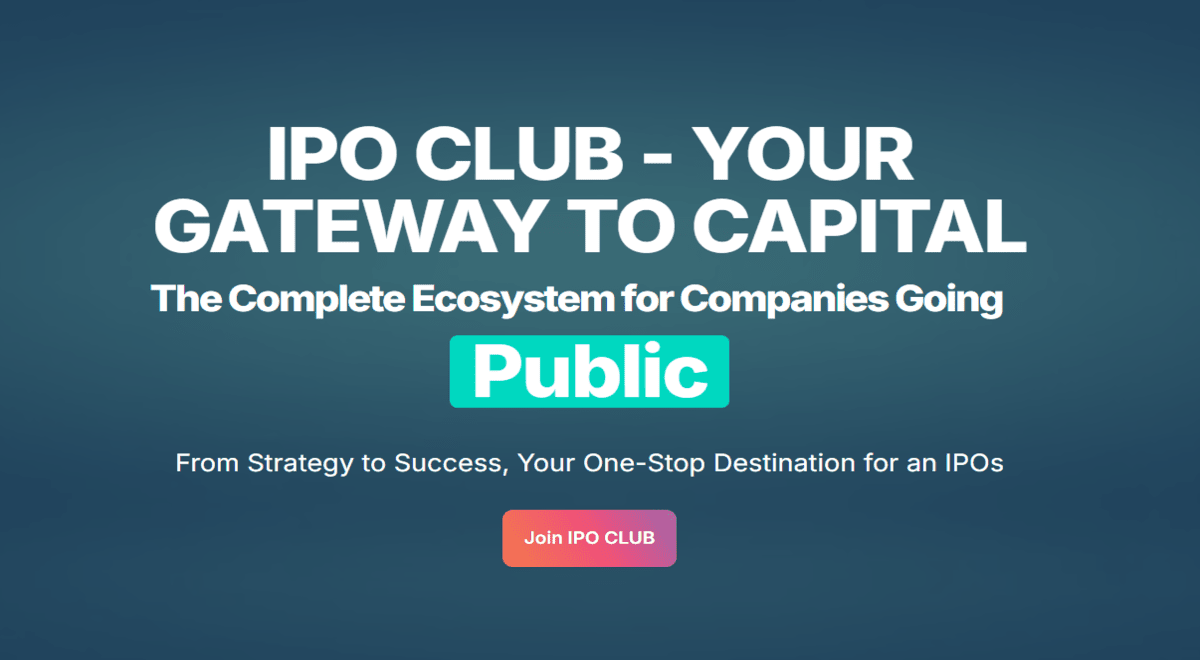 IPO CLUB - YOUR
GATEWAY TO CAPITAL
The Complete Ecosystem for Companies Going
Public
From Strategy to Success, Your One-Stop Destination for an IPOs
Join IPO CLUB